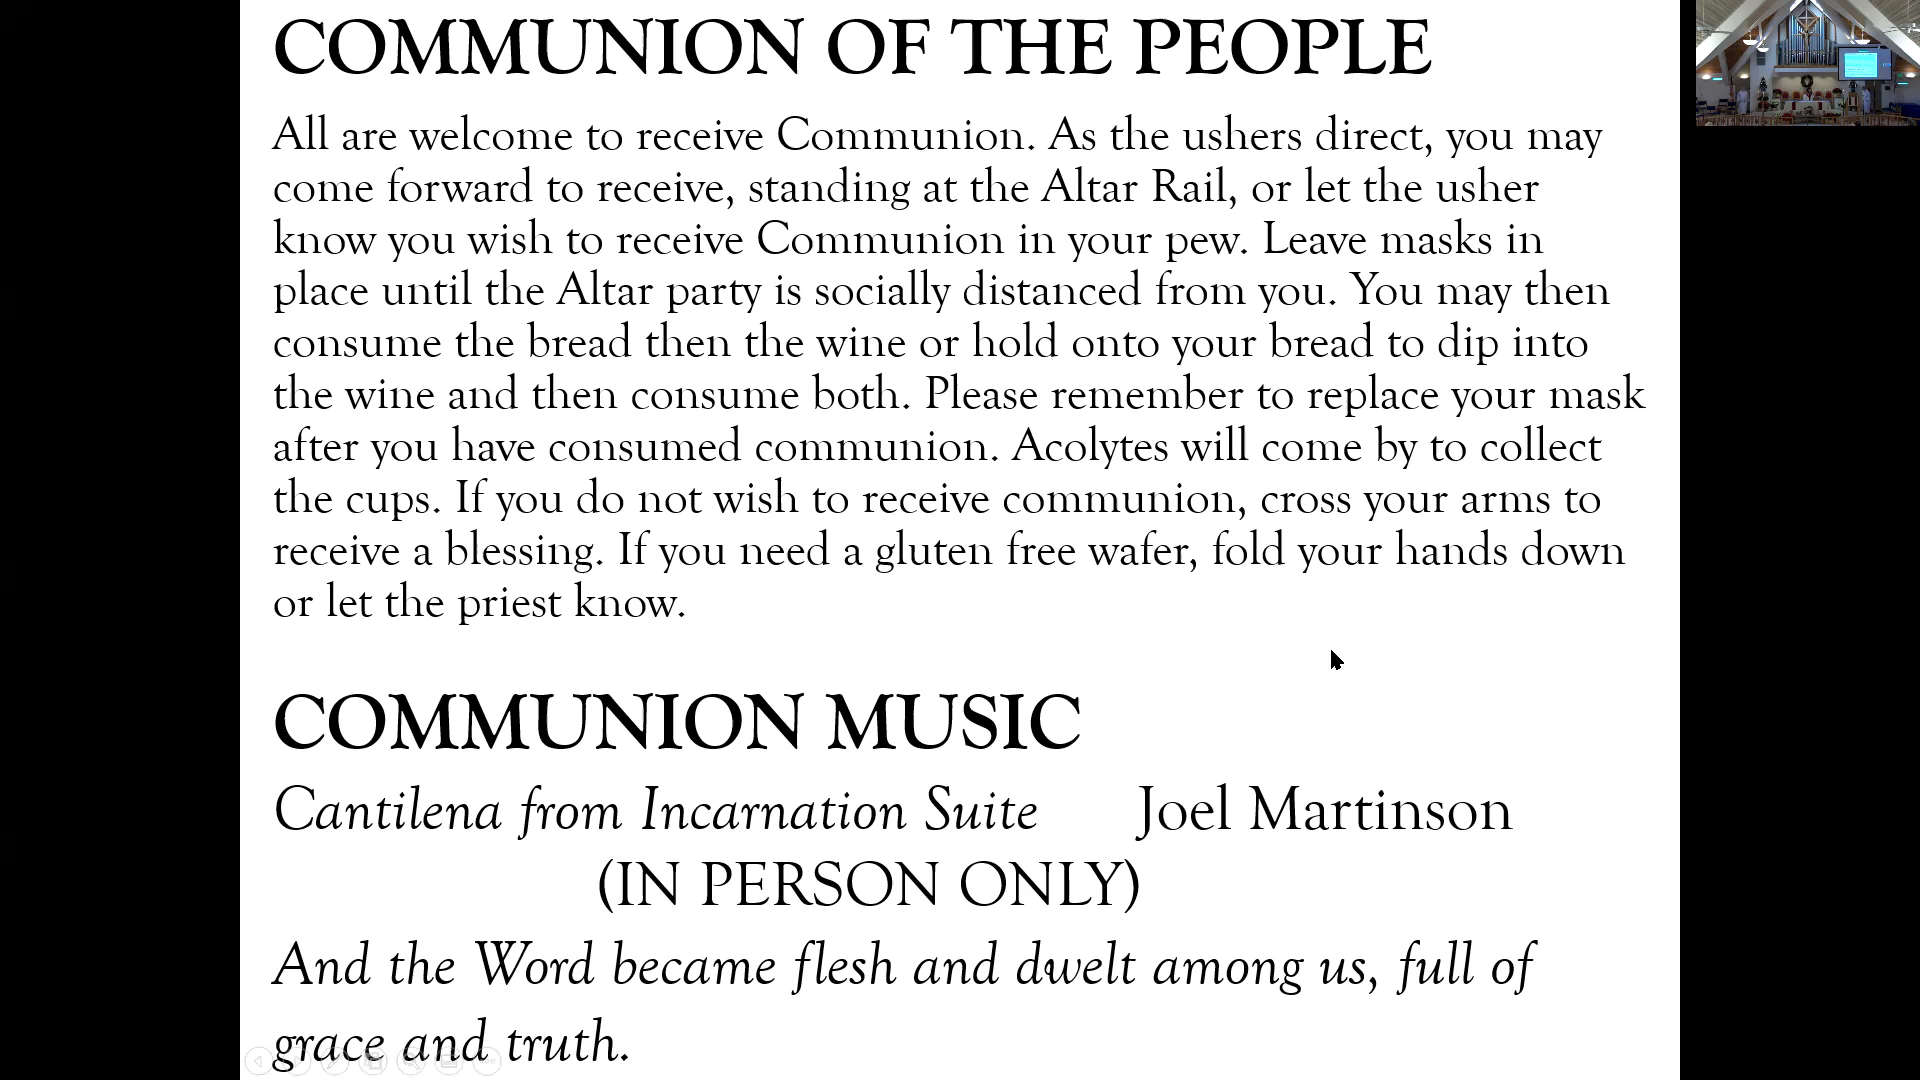 COMMUNION OF THE PEOPLE
All are welcome to receive Communion. As the ushers direct, you may
come forward to receive, standing at the Altar Rail, or let the usher
know you wish to receive Communion in your pew. Leave masks in
place until the Altar party is socially distanced from you. You may then
consume the bread then the wine or hold onto your bread to dip into
the wine and then consume both. Please remember to replace your mask
after you have consumed communion. Acolytes will come by to collect
the cups. If you do not wish to receive communion, cross your arms to
receive a blessing. If you need a gluten free wafer, fold your hands down
or let the priest know.
COMMUNION MUSIC
Cantilena from Incarnation Suite Joel Martinson
(IN PERSON ONLY)
And the Word became flesh and dwelt among us, full of
grace and truth.